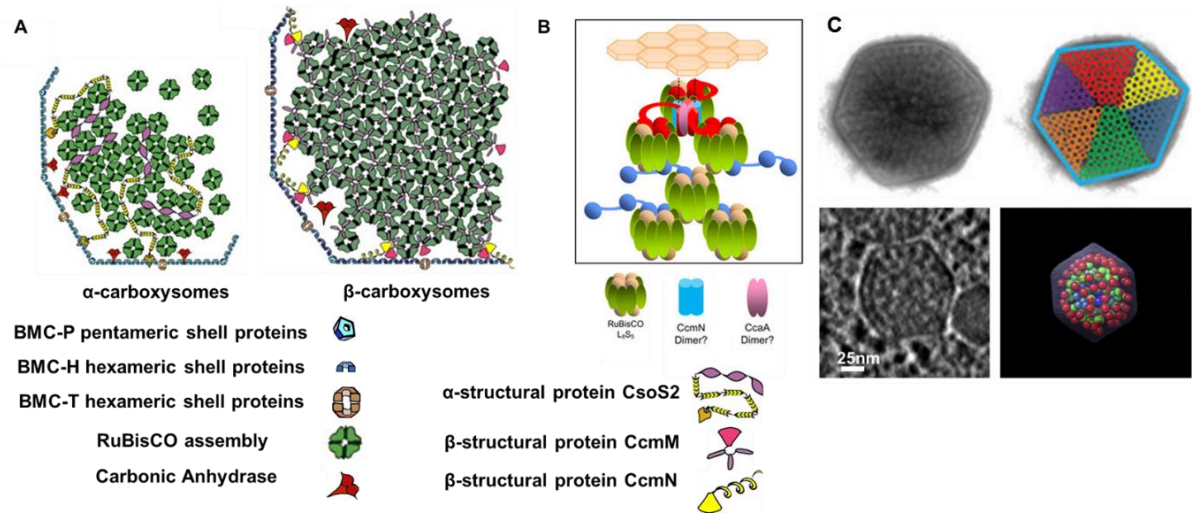 A
B
C
α-carboxysomes
β-carboxysomes
BMC-P pentameric shell proteins
BMC-H hexameric shell proteins
BMC-T hexameric shell proteins
RuBisCO assembly
Carbonic Anhydrase
RuBisCO
L₈S₅
CcmN
Dimer?
CcaA
Dimer?
α-structural protein CsoS2
β-structural protein CcmM
β-structural protein CcmN
25nm